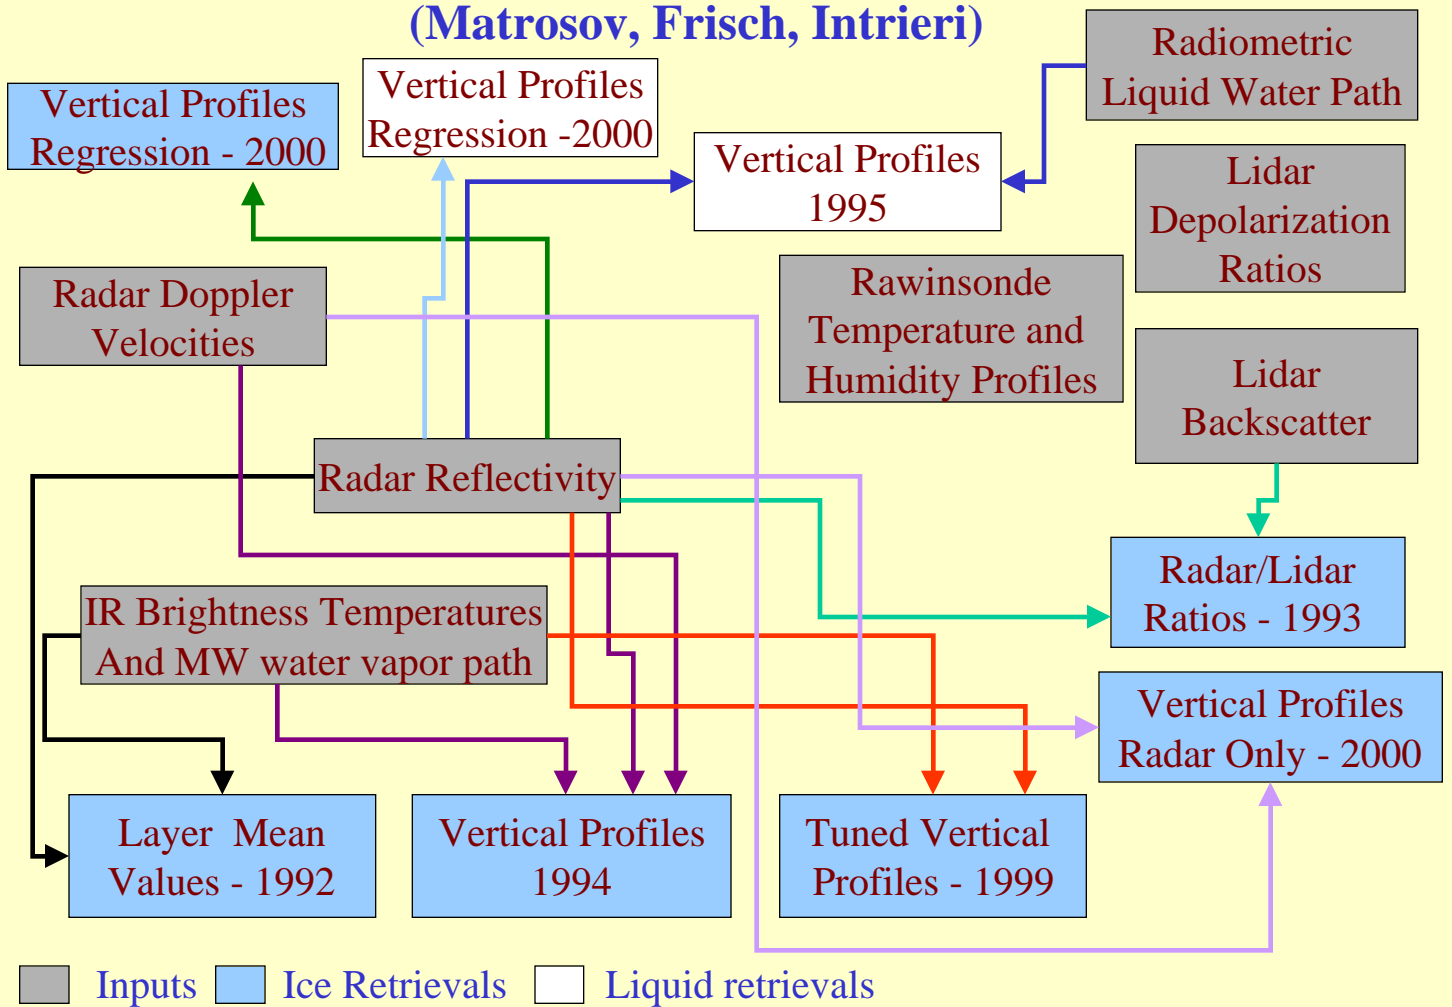 (Matrosov, Frisch, Intrieri)
Vertical Profiles
Regression - 2000
Vertical Profiles
Regression -2000
Vertical Profiles
1995
Radiometric
Liquid Water Path
Lidar
Depolarization
Ratios
Radar Doppler
Velocities
Rawinsonde
Temperature and
Humidity Profiles
Lidar
Backscatter
Radar Reflectivity
Radar/Lidar
Ratios - 1993
IR Brightness Temperatures
And MW water vapor path
Vertical Profiles
Radar Only - 2000
Layer Mean
Values - 1992
Vertical Profiles
1994
Tuned Vertical
Profiles - 1999
Inputs
Ice Retrievals
Liquid retrievals